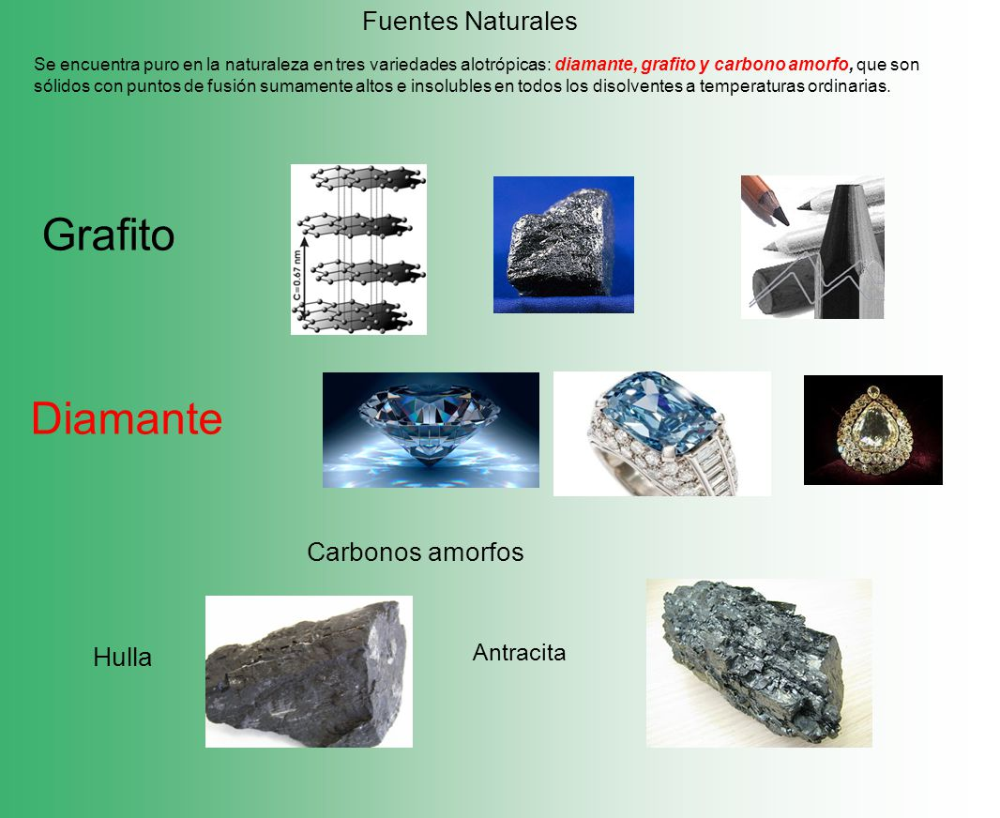 Fuentes Naturales
Se encuentra puro en la naturaleza en tres variedades alotrópicas: diamante, grafito y carbono amorfo, que son
sólidos con puntos de fusión sumamente altos e insolubles en todos los disolventes a temperaturas ordinarias.
Grafito
C=0.67 nm
Diamante
Carbonos amorfos
Hulla
Antracita